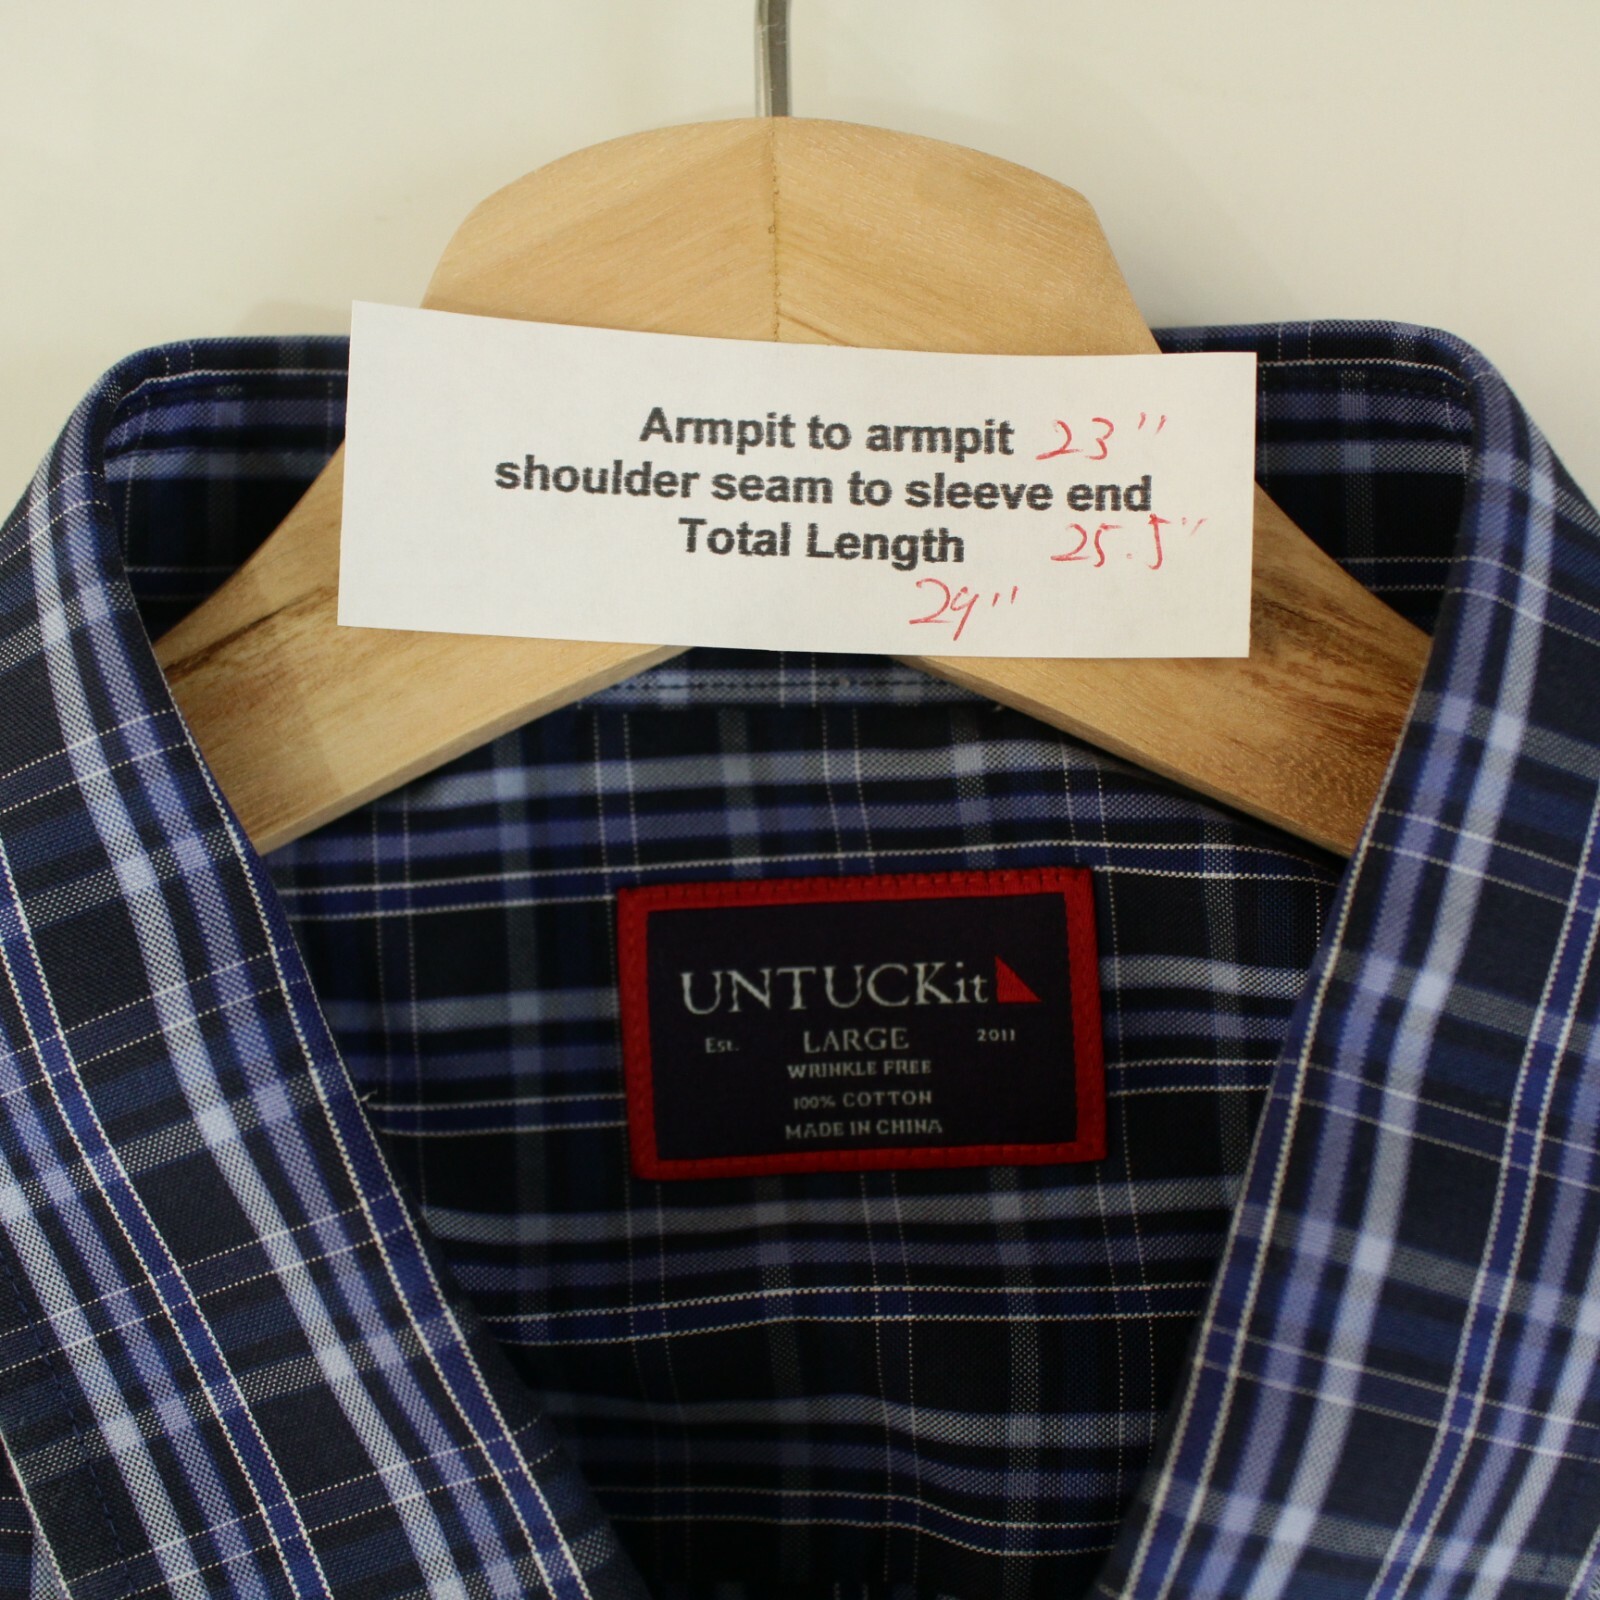 Armpit to armpit 23"
shoulder seam to sleeve end
Total Length 25.5"
29"
UNTUCKit
Est. LARGE 2011
WRINKLE FREE
100% COTTON
MADE IN CHINA